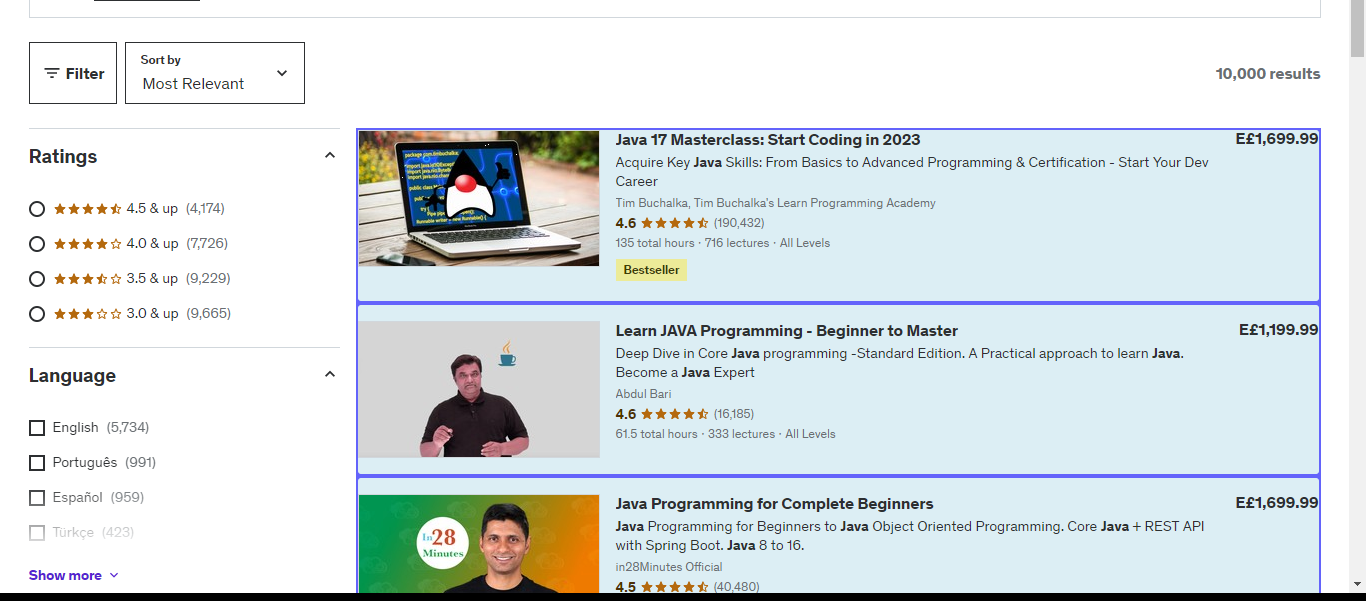 Filter
Sort by
Most Relevant
10,000 results
Ratings
4.5 & up (4,174)
4.0 & up (7,726)
3.5 & up (9,229)
3.0 & up (9,665)
Language
English (5,734)
Português (991)
Español (959)
Türkçe (423)
Show more
Java 17 Masterclass: Start Coding in 2023
E£1,699.99
Acquire Key Java Skills: From Basics to Advanced Programming & Certification - Start Your Dev
Career
Tim Buchalka, Tim Buchalka's Learn Programming Academy
4.6 (190,432)
135 total hours · 716 lectures · All Levels
Bestseller
Learn JAVA Programming - Beginner to Master
E£1,199.99
Deep Dive in Core Java programming -Standard Edition. A Practical approach to learn Java.
Become a Java Expert
Abdul Bari
4.6 (16,185)
61.5 total hours · 333 lectures · All Levels
In28
Minutes
Java Programming for Complete Beginners
E£1,699.99
Java Programming for Beginners to Java Object Oriented Programming. Core Java + REST API
with Spring Boot. Java 8 to 16.
in28Minutes Official
4.5 (40,480)